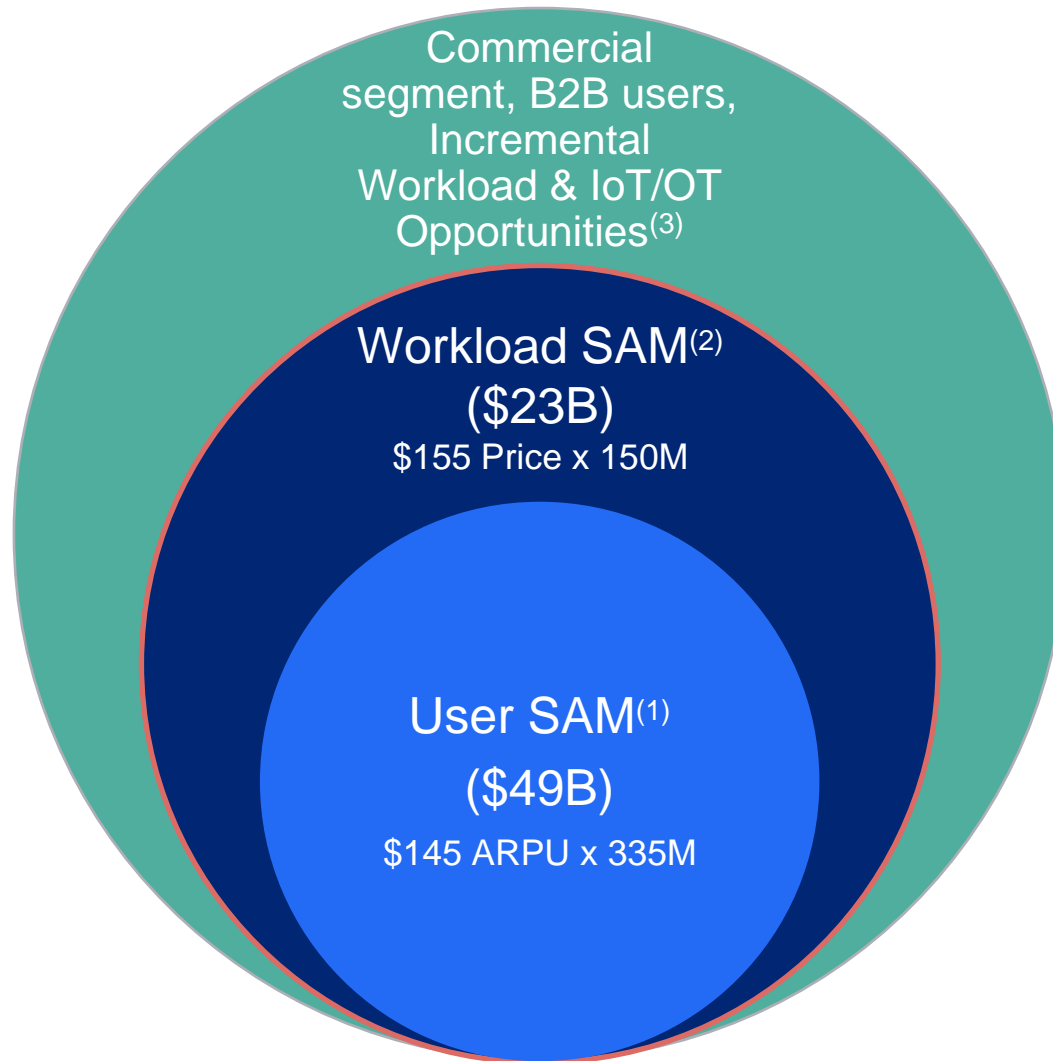 Commercial
segment, B2B users,
Incremental
Workload & IoT/OT
Opportunities(3)
Workload SAM(2)
($23B)
$155 Price x 150M
User SAM(1)
($49B)
$145 ARPU x 335M